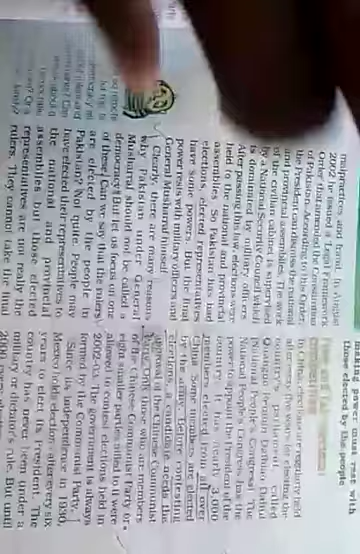 malpractices and fraud. In August
2002 he issued a 'Legal Framework
Order' that amended the Constitution
of Pakistan. According to this Order,
the President can dismiss the national
and provincial assemblies. The work
of the civilian cabinet is supervised
by a National Security Council which
is dominated by military officers.
After passing this law, elections were
held to the national and provincial
assemblies. So Pakistan has had
elections, elected representatives
have some powers. But the final
power rests with military officers and
General Musharraf himself.
Clearly, there are many reasons
why Pakistan under General
Musharraf should not be called a
democracy. But let us focus on one
of these. Can we say that the rulers
are elected by the people in
Pakistan? Not quite. People may
have elected their representatives to
the national and provincial
assemblies but those elected
representatives are not really the
rulers. They cannot take the final
making power must rest with
those elected by the people.
In China, elections are regularly held
after every five years for electing the
country's parliament, called
Quanguo Renmin Daibiao Dahui
(National People's Congress). The
National People's Congress has the
power to appoint the President of the
country. It has nearly 3,000
members elected from all over
China. Some members are elected
by the army. Before contesting
elections, a needs the
approval of the Chinese Communist
Party. Only those who are members
of the Chinese Communist Party or
eight smaller parties allied to it were
allowed to contest elections held in
2002-03. The government is always
formed by the Communist Party.
Since its independence in 1930,
Mexico holds elections after every six
years to elect its President. The
country has never been under a
military or dictator's rule. But until
2000 every